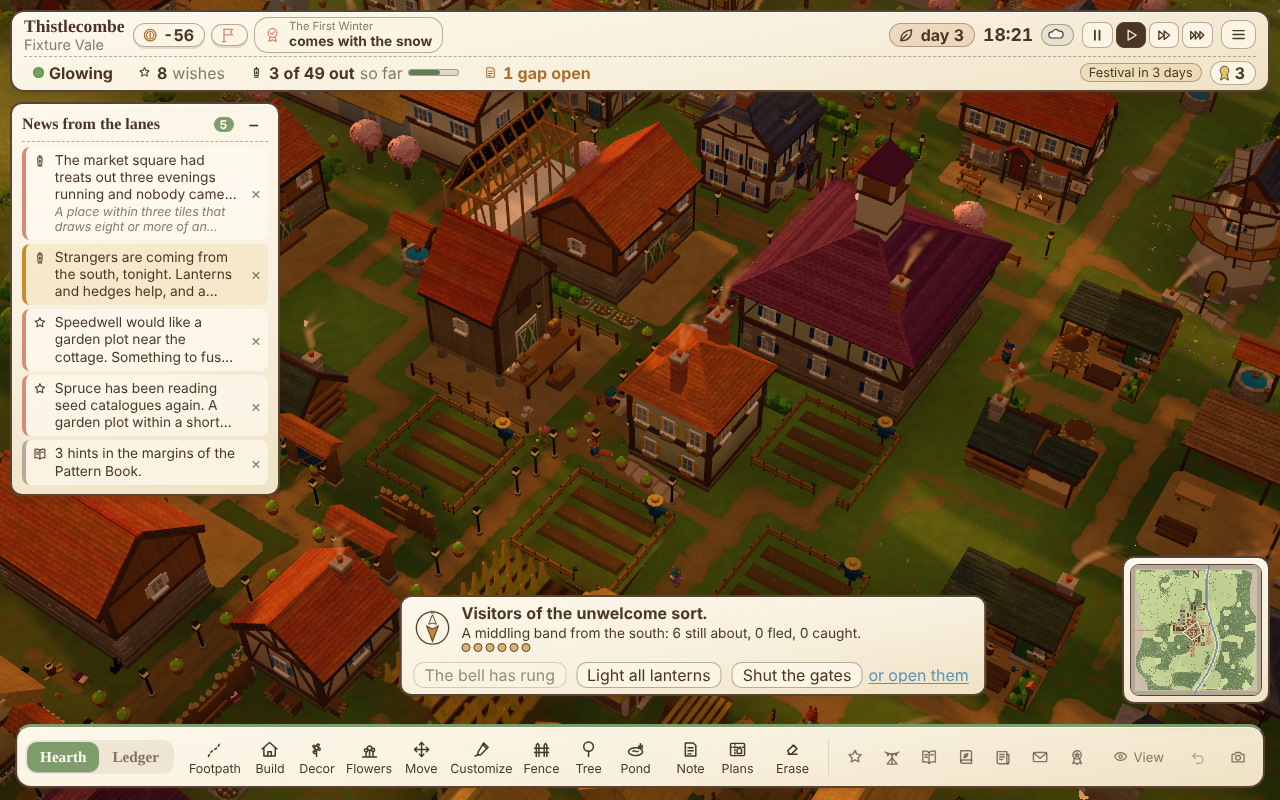 Thistlecombe
Fixture Vale
-56
The First Winter
comes with the snow
day 3
18:21
Glowing
8 wishes
3 of 49 out so far
1 gap open
Festival in 3 days
3
News from the lanes
5
The market square had
treats out three evenings
running and nobody came...
A place within three tiles that
draws eight or more of an...
Strangers are coming from
the south, tonight. Lanterns
and hedges help, and a...
Speedwell would like a
garden plot near the
cottage. Something to fus...
Spruce has been reading
seed catalogues again. A
garden plot within a short...
3 hints in the margins of the
Pattern Book.
N
Visitors of the unwelcome sort.
A middling band from the south: 6 still about, 0 fled, 0 caught.
The bell has rung
Light all lanterns
Shut the gates
or open them
Hearth
Ledger
Footpath
Build
Decor
Flowers
Move
Customize
Fence
Tree
Pond
Note
Plans
Erase
View